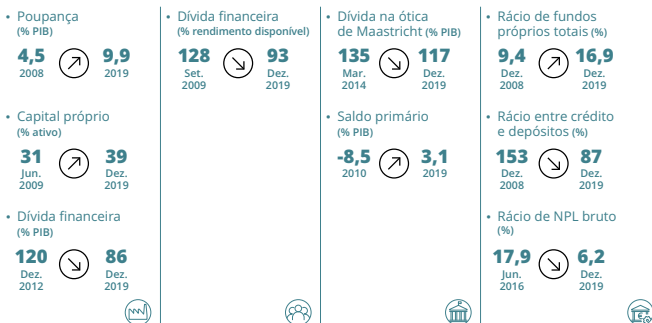 • Poupança
(% PIB)
4,5
2008
9,9
2019
• Capital próprio
(% ativo)
31
Jun.
2009
39
Dez.
2019
• Dívida financeira
(% PIB)
120
Dez.
2012
86
Dez.
2019
• Dívida financeira
(% rendimento disponível)
128
Set.
2009
93
Dez.
2019
• Dívida na ótica
de Maastricht (% PIB)
135
Mar.
2014
117
Dez.
2019
• Saldo primário
(% PIB)
-8,5
2010
3,1
2019
• Rácio de fundos
próprios totais (%)
9,4
Dez.
2008
16,9
Dez.
2019
• Rácio entre crédito
e depósitos (%)
153
Dez.
2008
87
Dez.
2019
• Rácio de NPL bruto
(%)
17,9
Jun.
2016
6,2
Dez.
2019